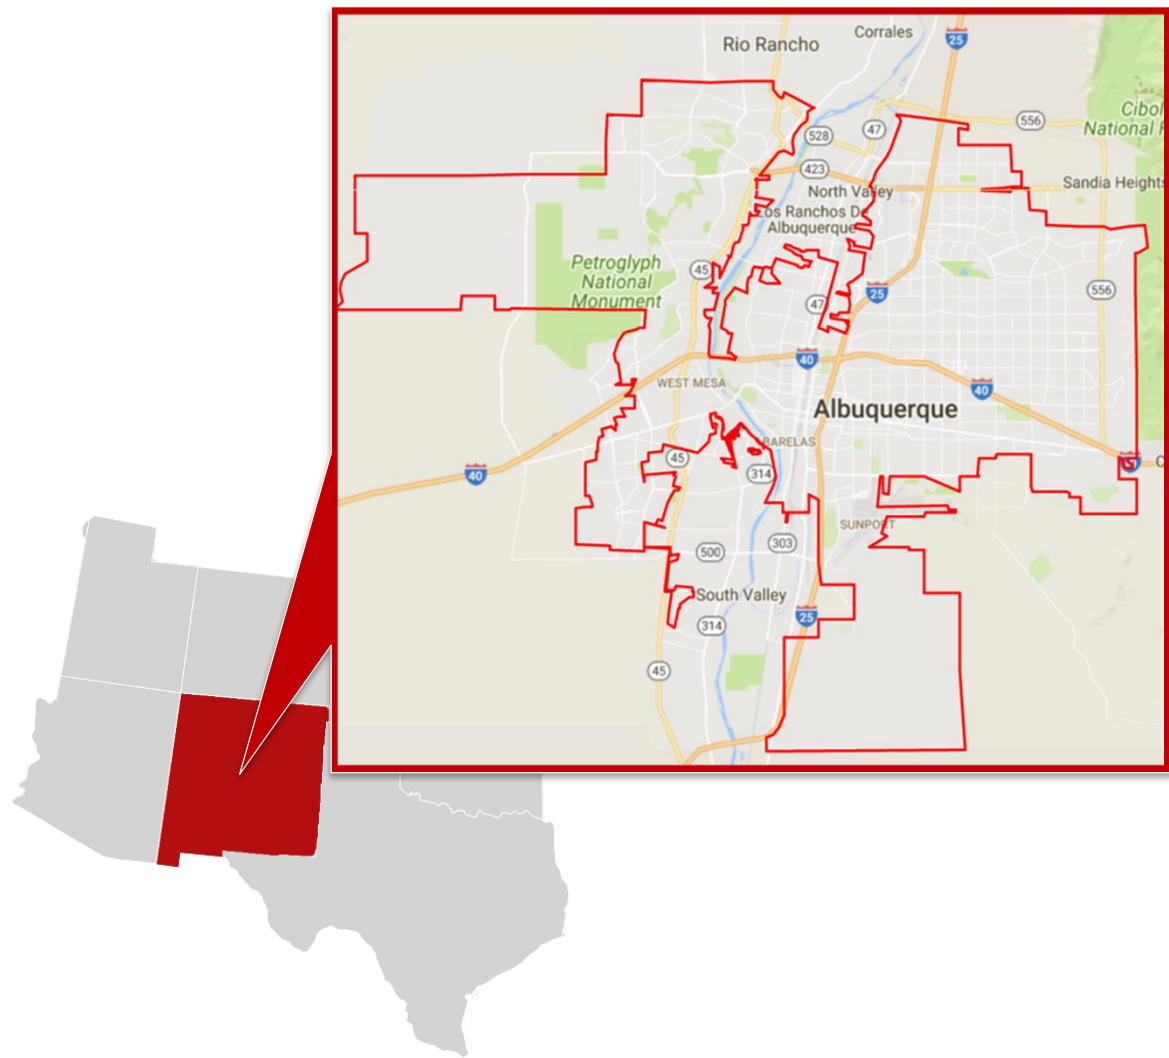 Corrales
Rio Rancho
25
Cibol
National F
556
47
528
423
Sandia Heights
North Valley
Los Ranchos De
Albuquerque
Petroglyph
National
Monument
45
556
25
47
40
WEST MESA
40
Albuquerque
BARELAS
45
40
314
SUNPORT
303
500
South Valley
25
314
45